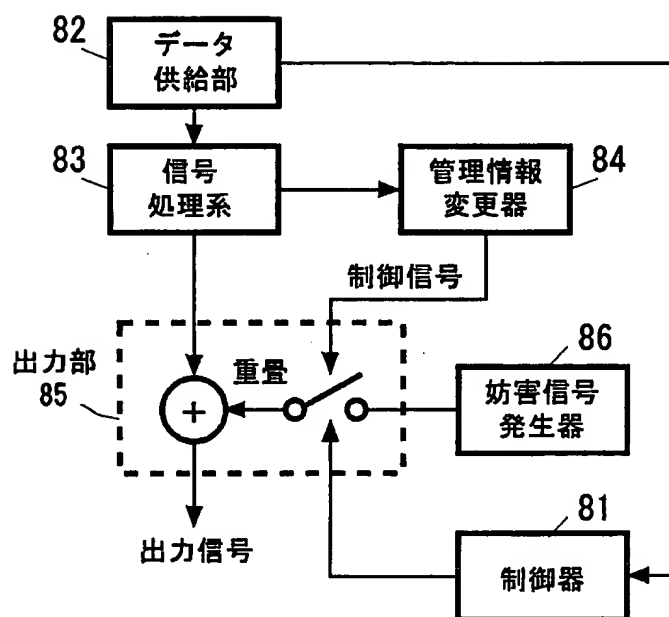 82
データ
供給部
83
信号
処理系
管理情報
変更器
84
制御信号
出力部
85
重畳
+
86
妨害信号
発生器
出力信号
81
制御器